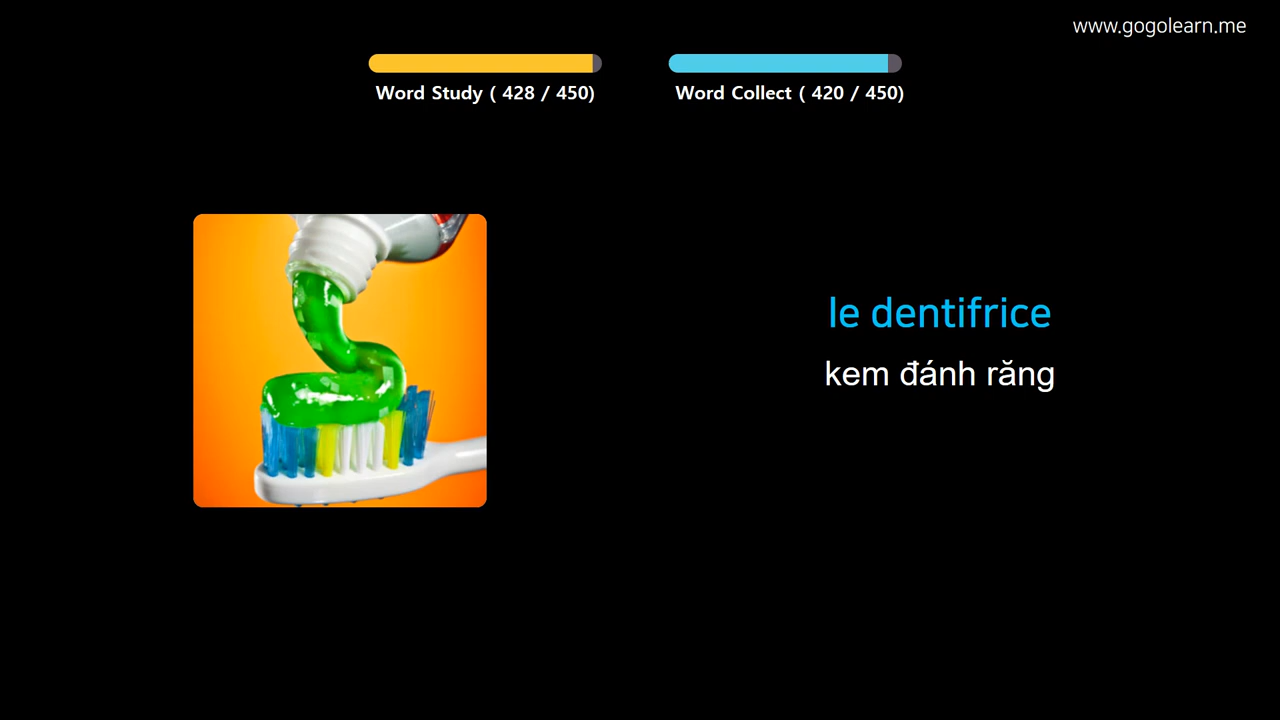 www.gogolearn.me
Word Study ( 428 / 450)
Word Collect ( 420 / 450)
le dentifrice
kem đánh răng